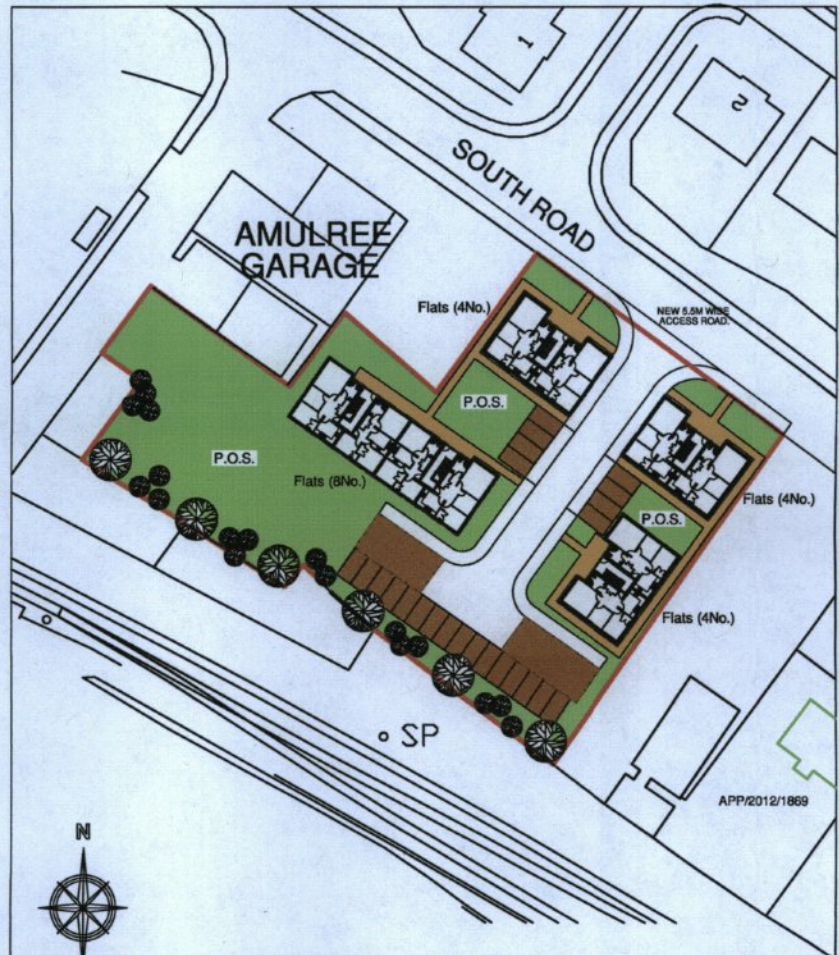 1
2
SOUTH ROAD
AMULREE
GARAGE
Flats (4No.)
NEW 5.5M WIDE
ACCESS ROAD.
P.O.S.
P.O.S.
Flats (8No.)
Flats (4No.)
P.O.S.
Flats (4No.)
SP
APP/2012/1869
N